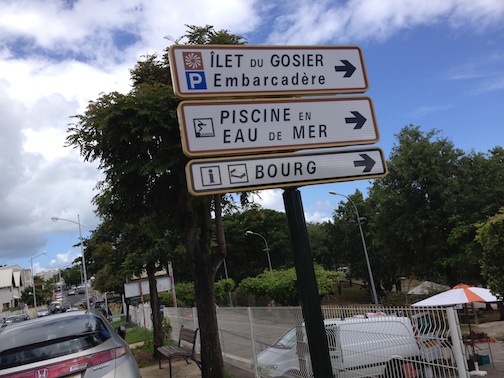 ÎLET DU GOSIER
P Embarcadère
PISCINE EN
EAU DE MER
i BOURG